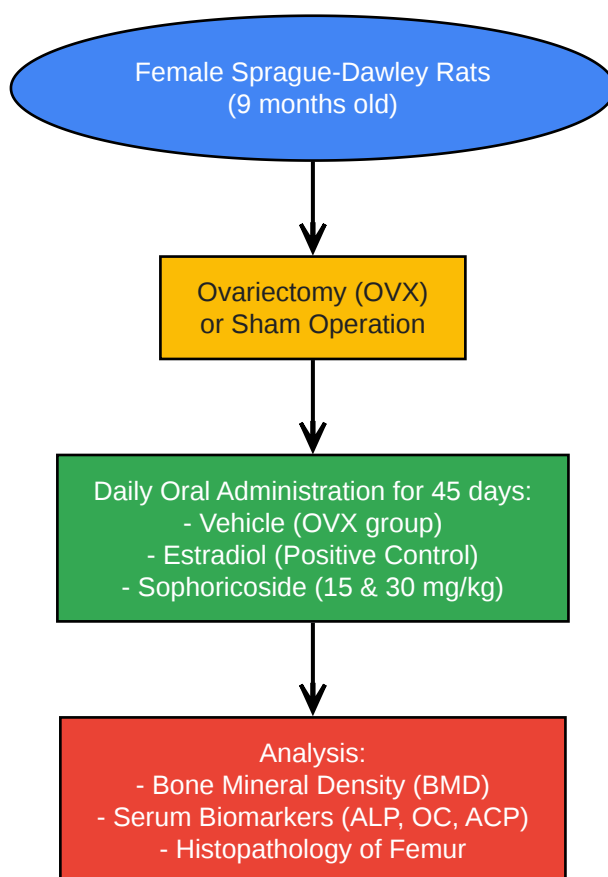 Female Sprague-Dawley Rats
(9 months old)
Ovariectomy (OVX)
or Sham Operation
Daily Oral Administration for 45 days:
- Vehicle (OVX group)
- Estradiol (Positive Control)
- Sophoricoside (15 & 30 mg/kg)
Analysis:
- Bone Mineral Density (BMD)
- Serum Biomarkers (ALP, OC, ACP)
- Histopathology of Femur